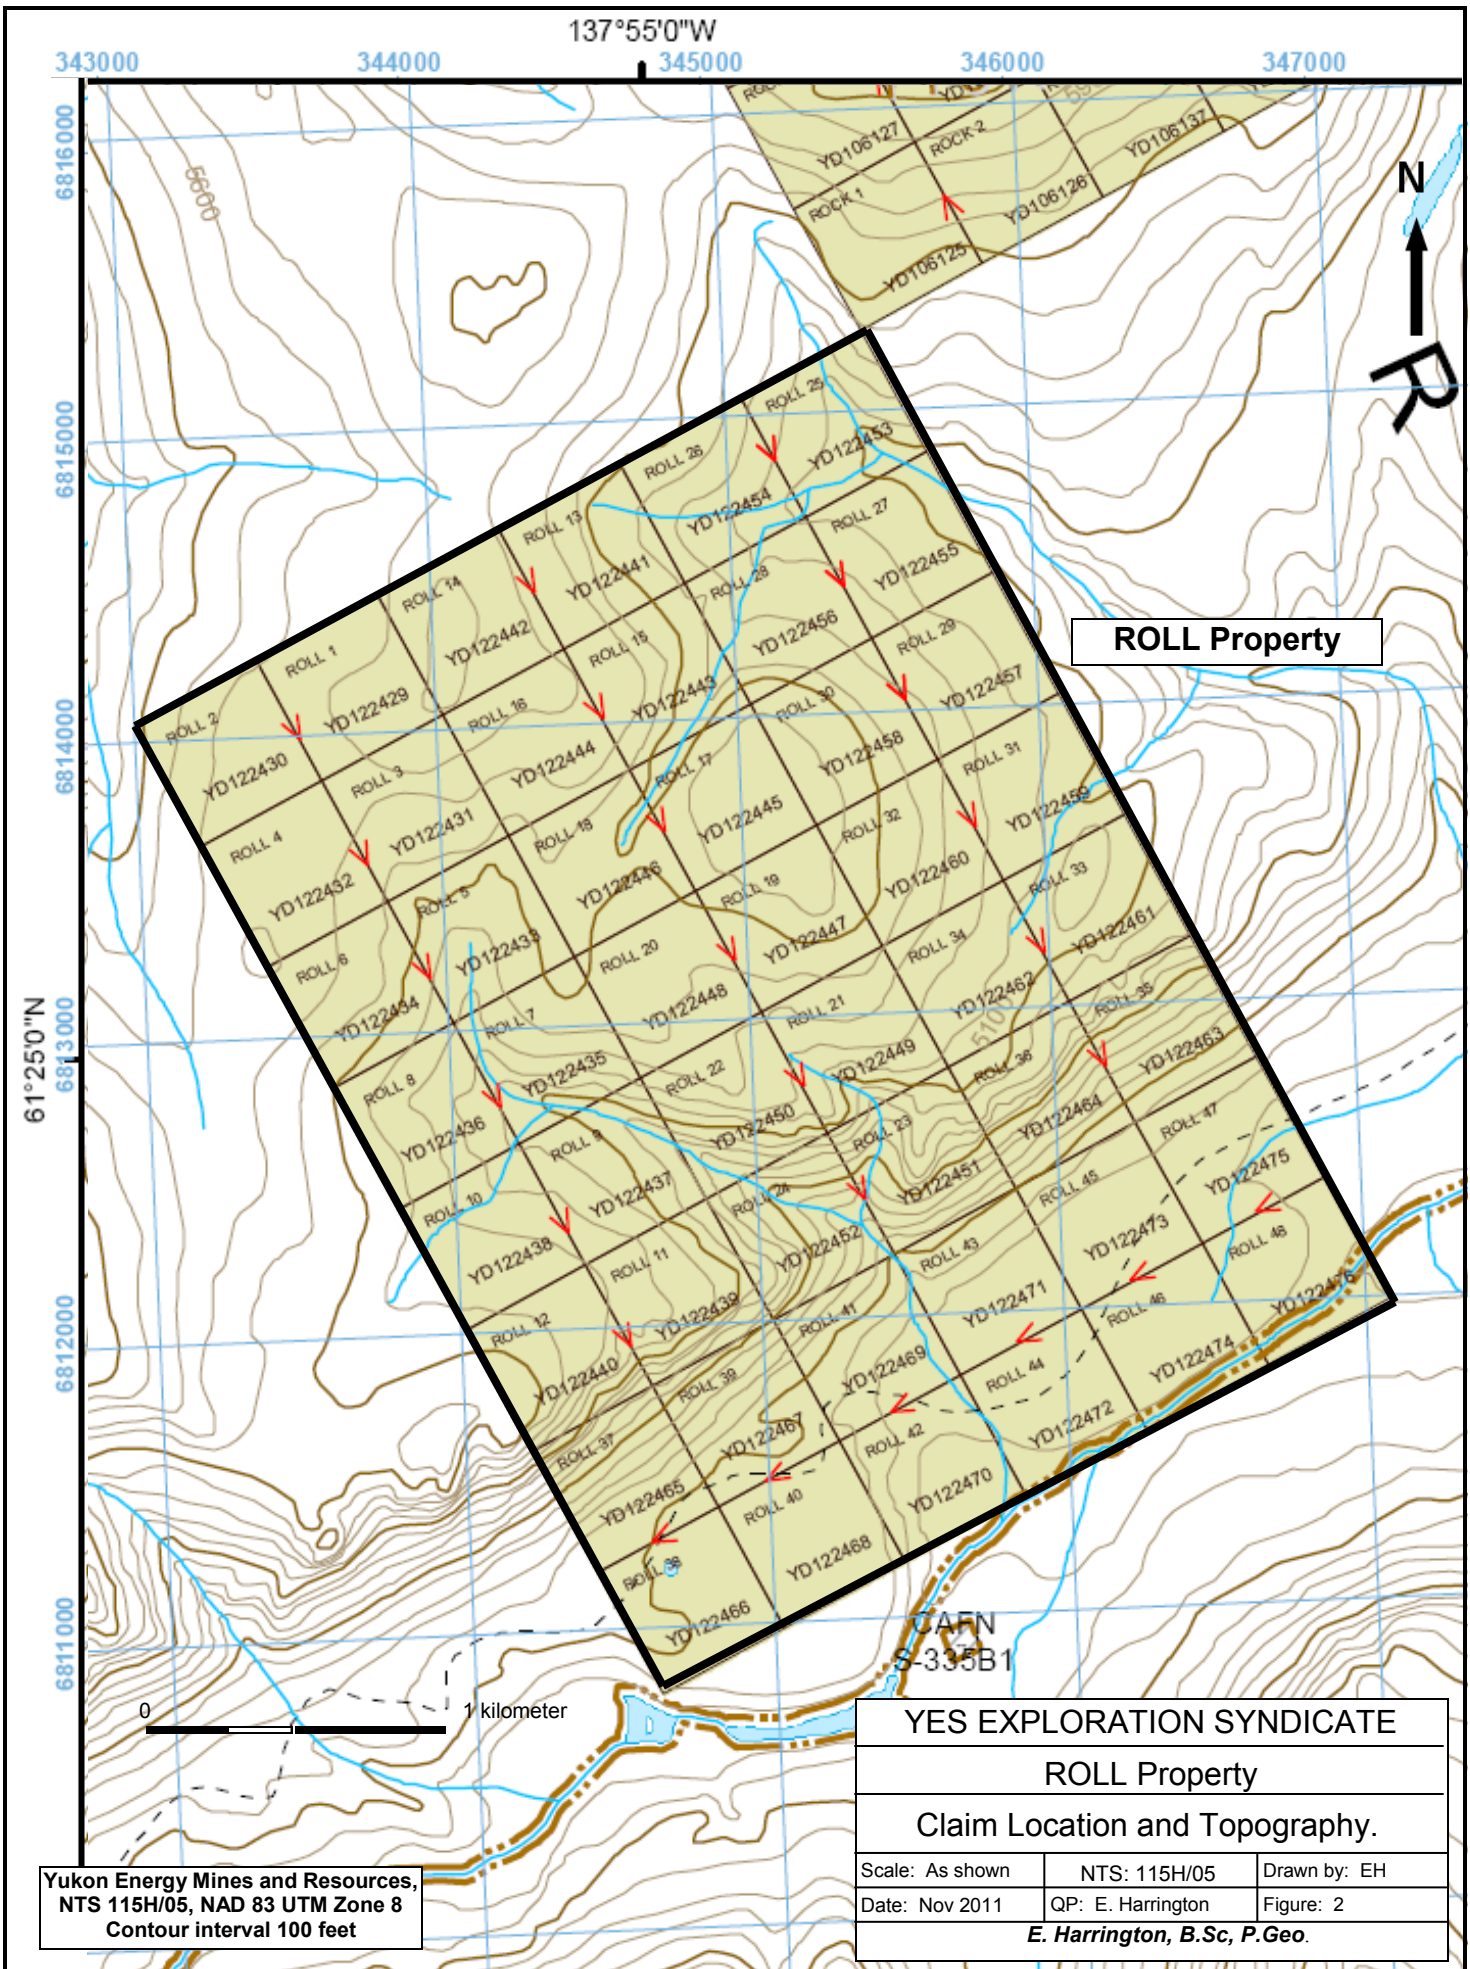 137°55'0"W
343000
344000
345000
346000
347000
6816000
6815000
6814000
6813000
6812000
6811000
61°25'0"N
5600
YD106127
ROCK 2
YD106137
ROCK 1
YD106126
YD106125
N
R
ROLL 25
YD122453
ROLL 26
YD122454
ROLL 27
ROLL 13
YD122441
ROLL 28
YD122455
ROLL 14
YD122442
ROLL 15
YD122456
ROLL 29
ROLL Property
ROLL 1
YD122429
ROLL 16
YD122443
ROLL 30
YD122457
ROLL 2
YD122430
ROLL 3
YD122444
ROLL 17
YD122458
ROLL 31
ROLL 4
YD122431
ROLL 18
YD122445
ROLL 32
YD122459
YD122432
ROLL 5
YD122446
ROLL 19
YD122460
ROLL 33
ROLL 6
YD122433
ROLL 20
YD122447
ROLL 34
YD122461
YD122434
ROLL 7
YD122448
ROLL 21
YD122462
5100
ROLL 35
ROLL 8
YD122435
ROLL 22
YD122449
ROLL 36
YD122463
YD122436
ROLL 9
YD122450
ROLL 23
YD122464
ROLL 47
ROLL 10
YD122437
ROLL 24
YD122451
ROLL 45
YD122475
YD122438
ROLL 11
YD122452
ROLL 43
YD122473
ROLL 48
ROLL 12
YD122439
ROLL 41
YD122471
ROLL 46
YD122476
YD122440
ROLL 39
YD122469
ROLL 44
YD122474
ROLL 37
YD122467
ROLL 42
YD122472
YD122465
ROLL 40
YD122470
ROLL 38
YD122468
YD122466
CAFN
S-335B1
0
1 kilometer
YES EXPLORATION SYNDICATE
ROLL Property
Claim Location and Topography.
Scale: As shown
NTS: 115H/05
Drawn by: EH
Date: Nov 2011
QP: E. Harrington
Figure: 2
E. Harrington, B.Sc, P.Geo.
Yukon Energy Mines and Resources,
NTS 115H/05, NAD 83 UTM Zone 8
Contour interval 100 feet